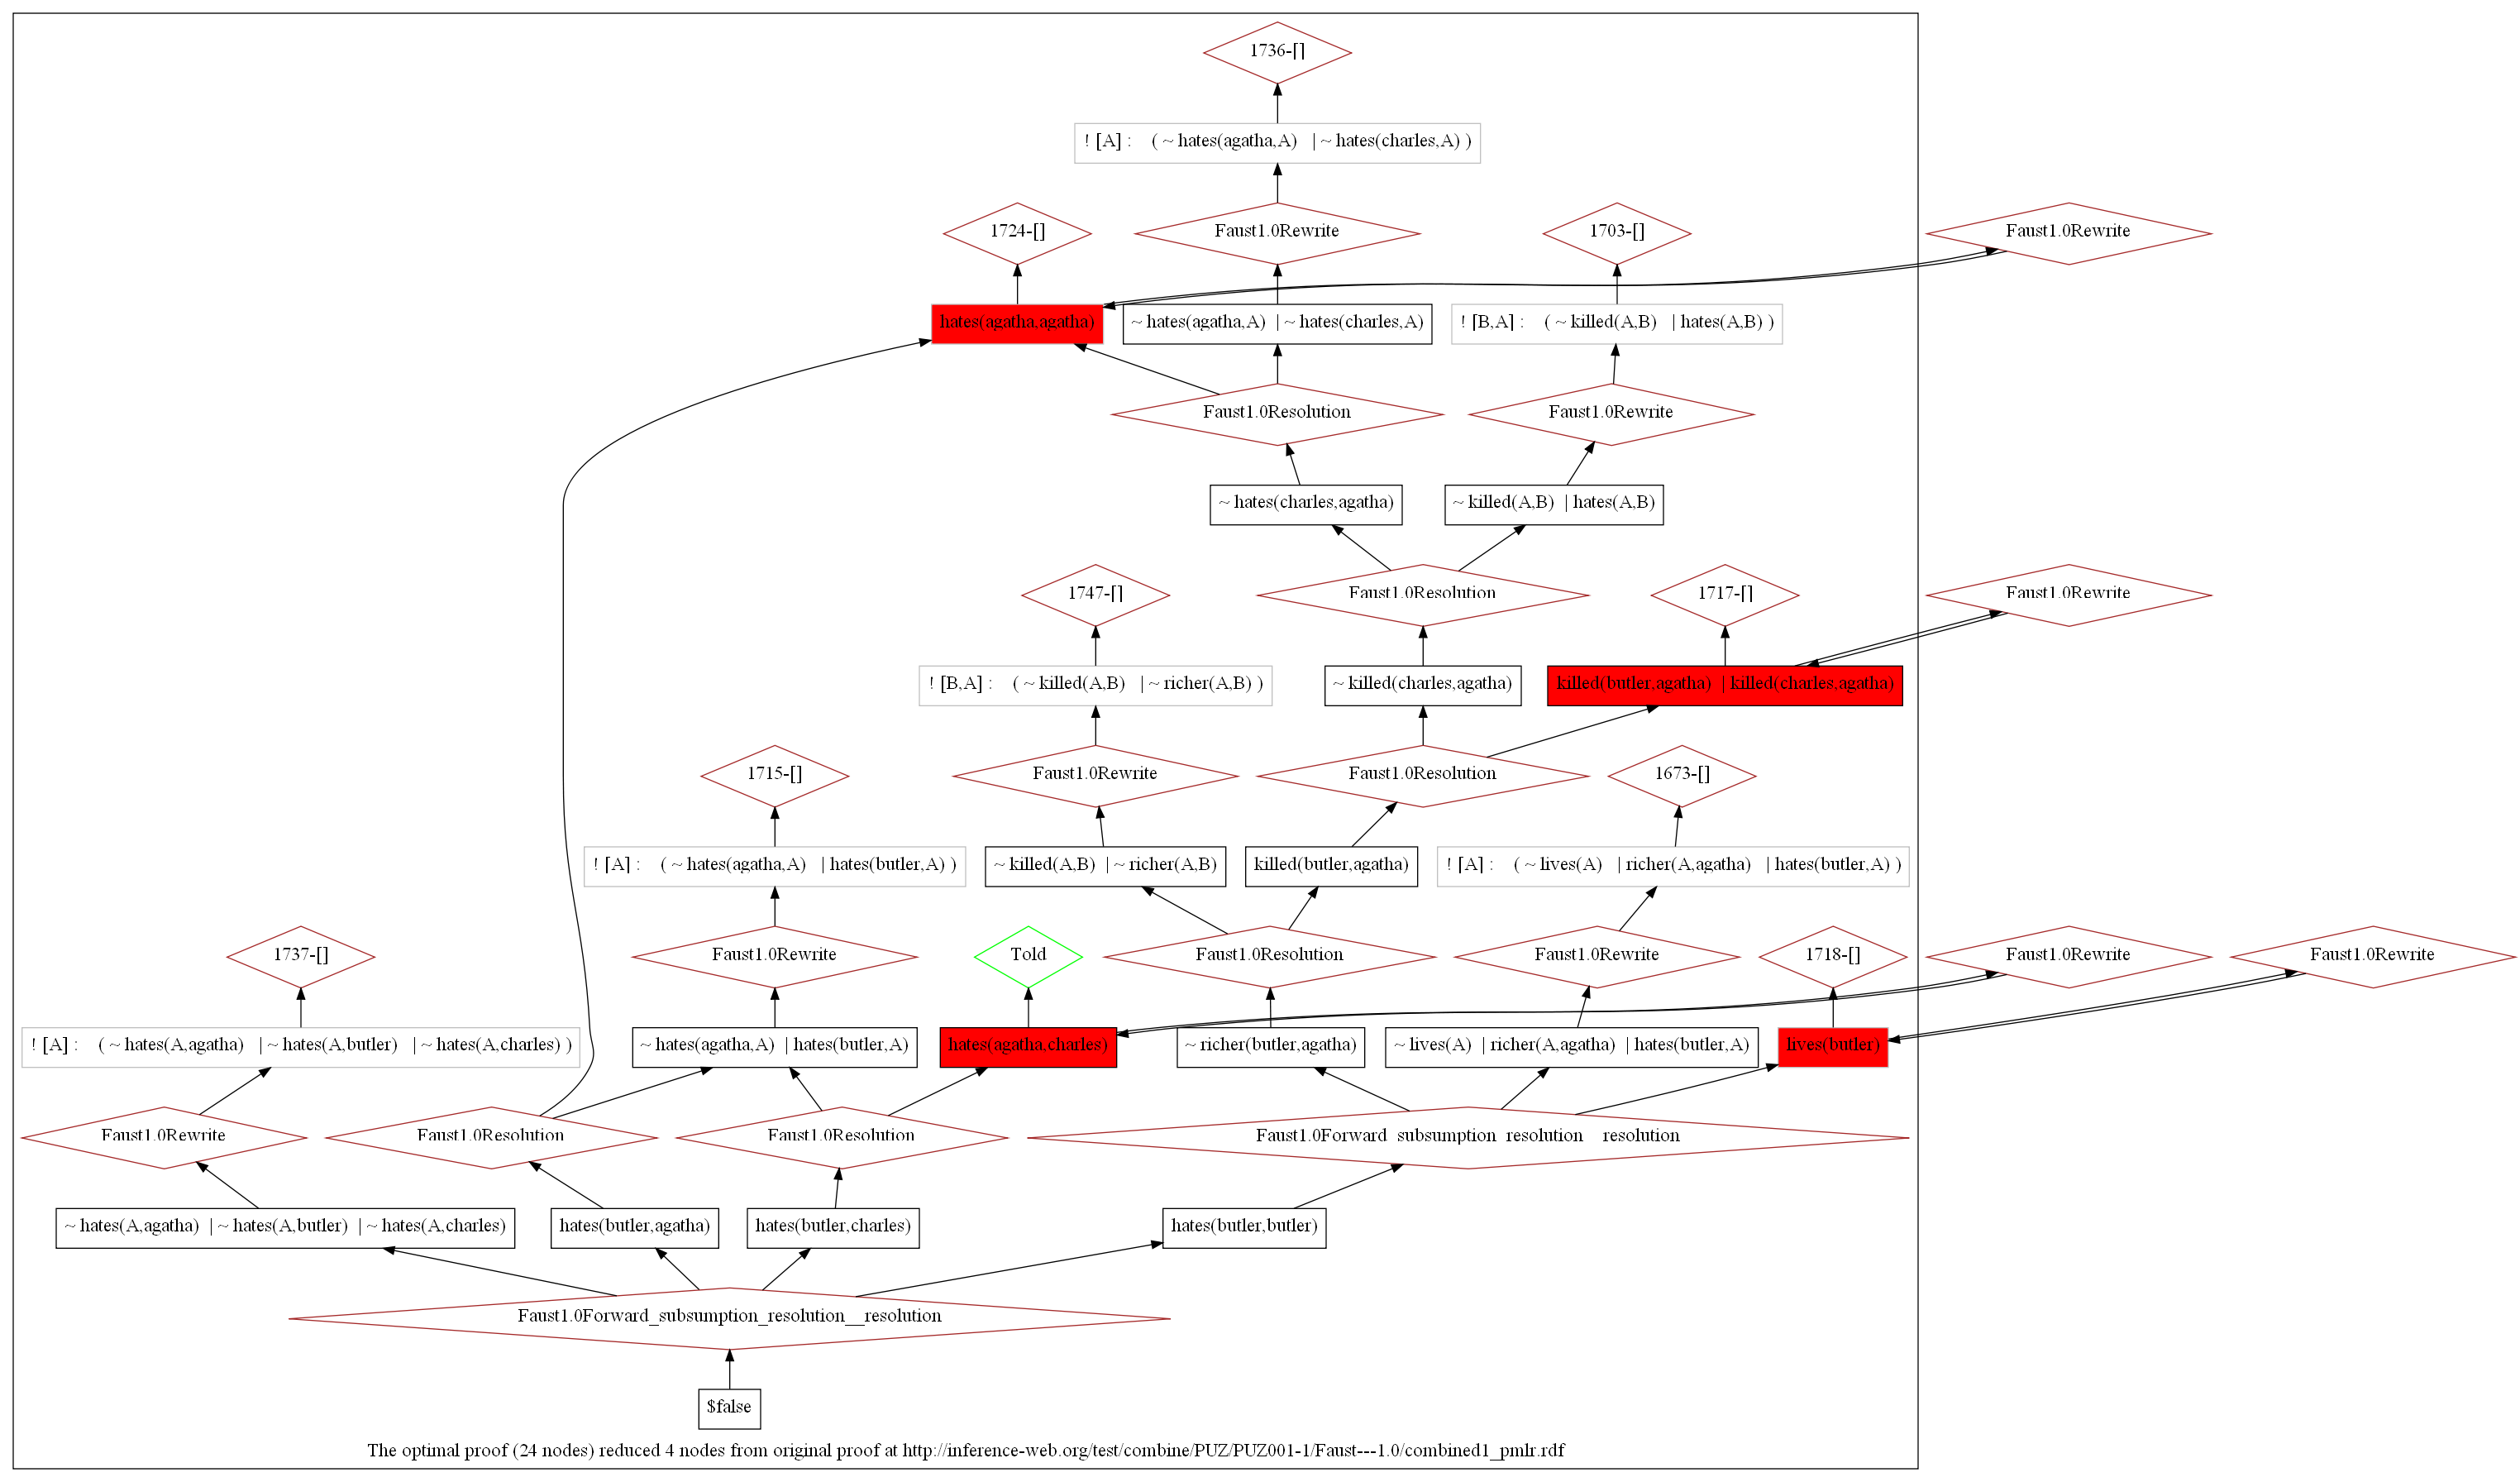 1736-[]
! [A] : ( ~ hates(agatha,A) | ~ hates(charles,A) )
1724-[]
Faust1.0Rewrite
1703-[]
Faust1.0Rewrite
hates(agatha,agatha)
~ hates(agatha,A) | ~ hates(charles,A)
! [B,A] : ( ~ killed(A,B) | hates(A,B) )
Faust1.0Resolution
Faust1.0Rewrite
~ hates(charles,agatha)
~ killed(A,B) | hates(A,B)
1747-[]
Faust1.0Resolution
1717-[]
Faust1.0Rewrite
! [B,A] : ( ~ killed(A,B) | ~ richer(A,B) )
~ killed(charles,agatha)
killed(butler,agatha) | killed(charles,agatha)
1715-[]
Faust1.0Rewrite
Faust1.0Resolution
1673-[]
! [A] : ( ~ hates(agatha,A) | hates(butler,A) )
~ killed(A,B) | ~ richer(A,B)
killed(butler,agatha)
! [A] : ( ~ lives(A) | richer(A,agatha) | hates(butler,A) )
1737-[]
Faust1.0Rewrite
Told
Faust1.0Resolution
Faust1.0Rewrite
1718-[]
Faust1.0Rewrite
Faust1.0Rewrite
! [A] : ( ~ hates(A,agatha) | ~ hates(A,butler) | ~ hates(A,charles) )
~ hates(agatha,A) | hates(butler,A)
hates(agatha,charles)
~ richer(butler,agatha)
~ lives(A) | richer(A,agatha) | hates(butler,A)
lives(butler)
Faust1.0Rewrite
Faust1.0Resolution
Faust1.0Resolution
Faust1.0Forward_subsumption_resolution__resolution
~ hates(A,agatha) | ~ hates(A,butler) | ~ hates(A,charles)
hates(butler,agatha)
hates(butler,charles)
hates(butler,butler)
Faust1.0Forward_subsumption_resolution__resolution
$false
The optimal proof (24 nodes) reduced 4 nodes from original proof at http://inference-web.org/test/combine/PUZ/PUZ001-1/Faust---1.0/combined1_pmlr.rdf